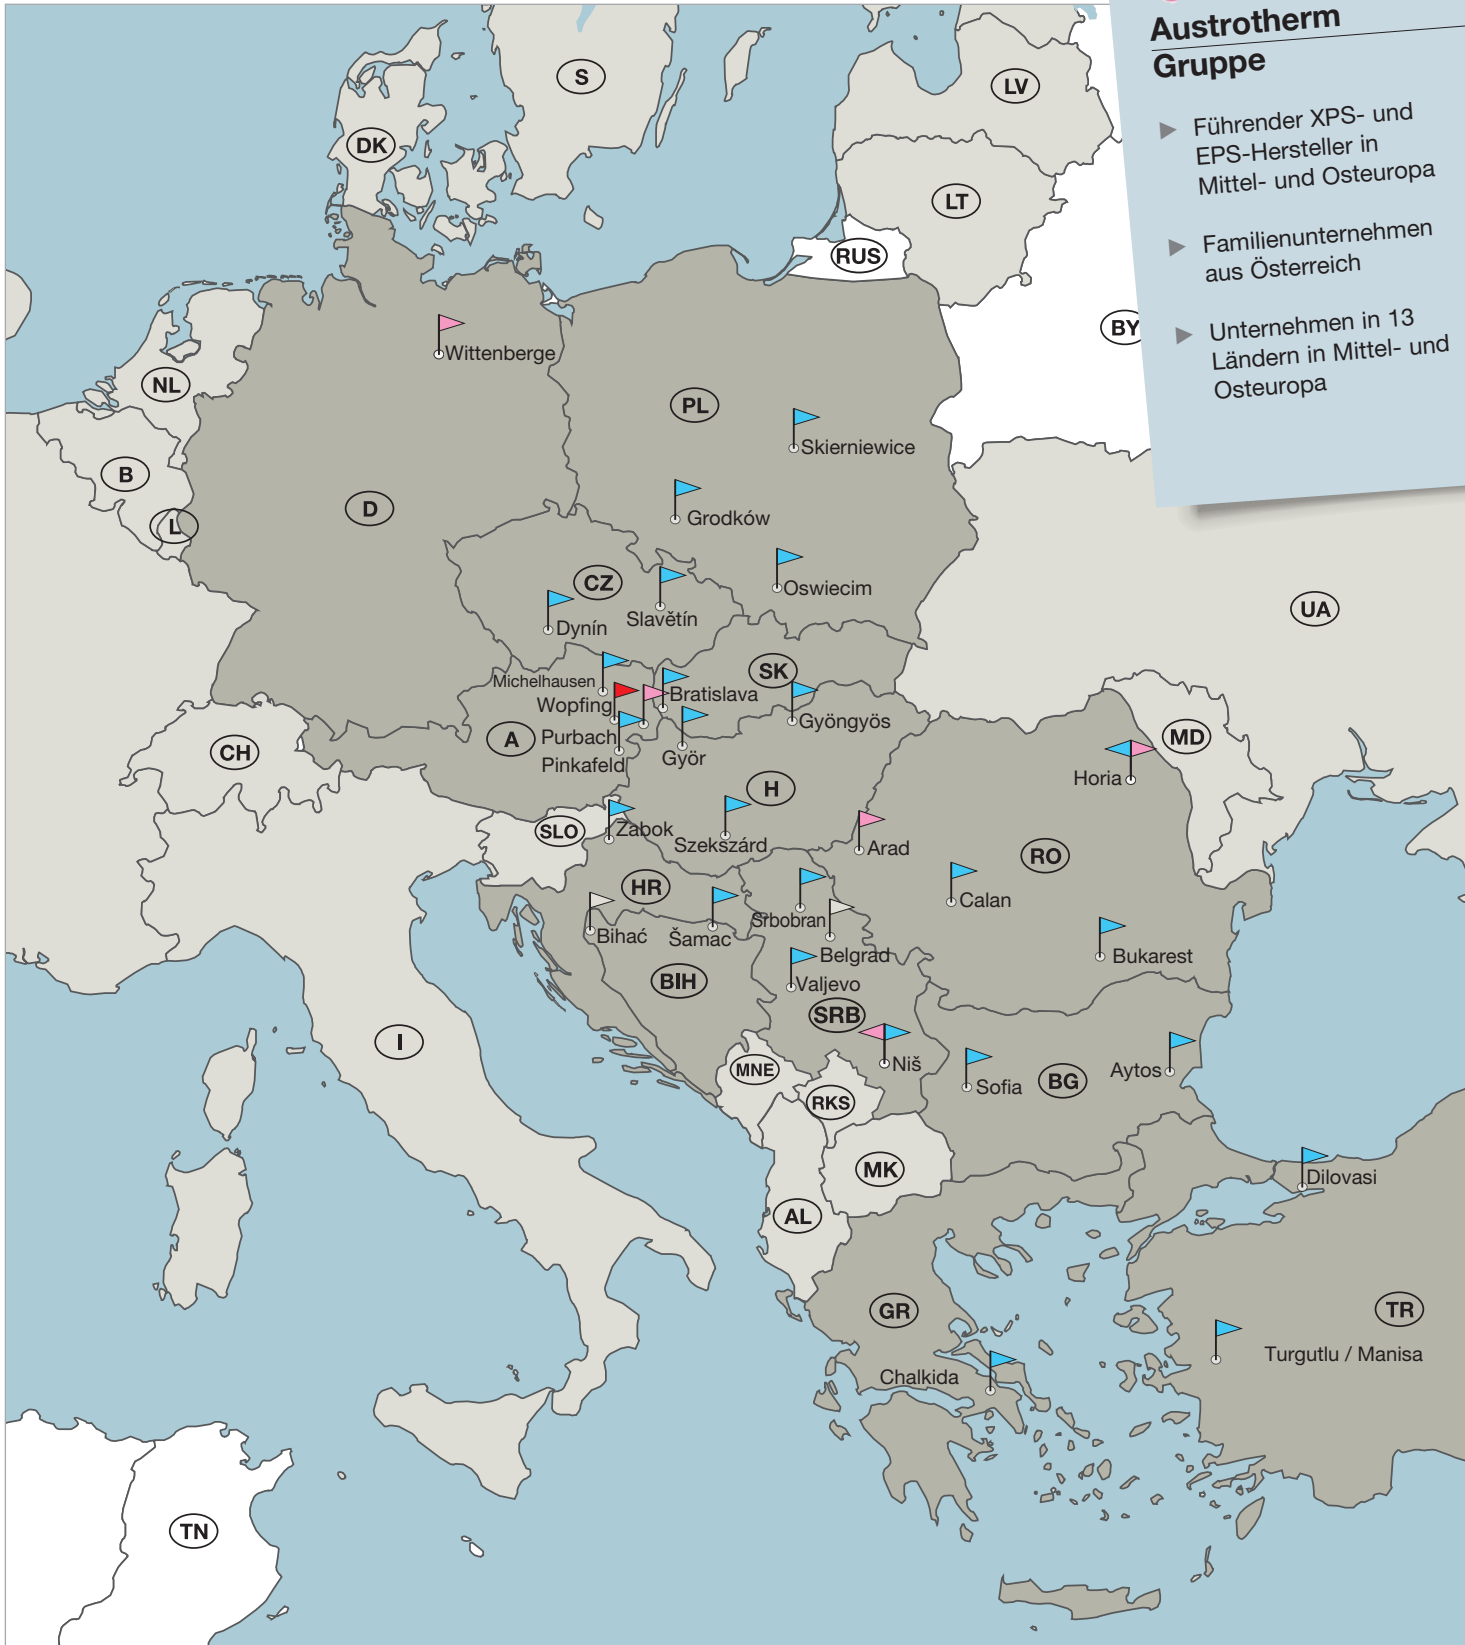 Austrotherm
Gruppe
Führender XPS- und
EPS-Hersteller in
Mittel- und Osteuropa
Familienunternehmen
aus Österreich
Unternehmen in 13
Ländern in Mittel- und
Osteuropa
S
LV
DK
LT
RUS
BY
Wittenberge
NL
PL
Skierniewice
B
D
Grodków
L
CZ
Oswiecim
Slavětín
UA
Dynín
Michelhausen
SK
Bratislava
Wopfing
Gyöngyös
Purbach
A
Györ
Pinkafeld
CH
MD
Horia
H
SLO
Zabok
Szekszárd
Arad
RO
HR
Calan
Srbobran
Bihać
Šamac
Belgrad
Bukarest
BIH
Valjevo
SRB
I
Niš
MNE
Sofia
BG
Aytos
RKS
MK
Dilovasi
AL
GR
TR
Turgutlu / Manisa
Chalkida
TN